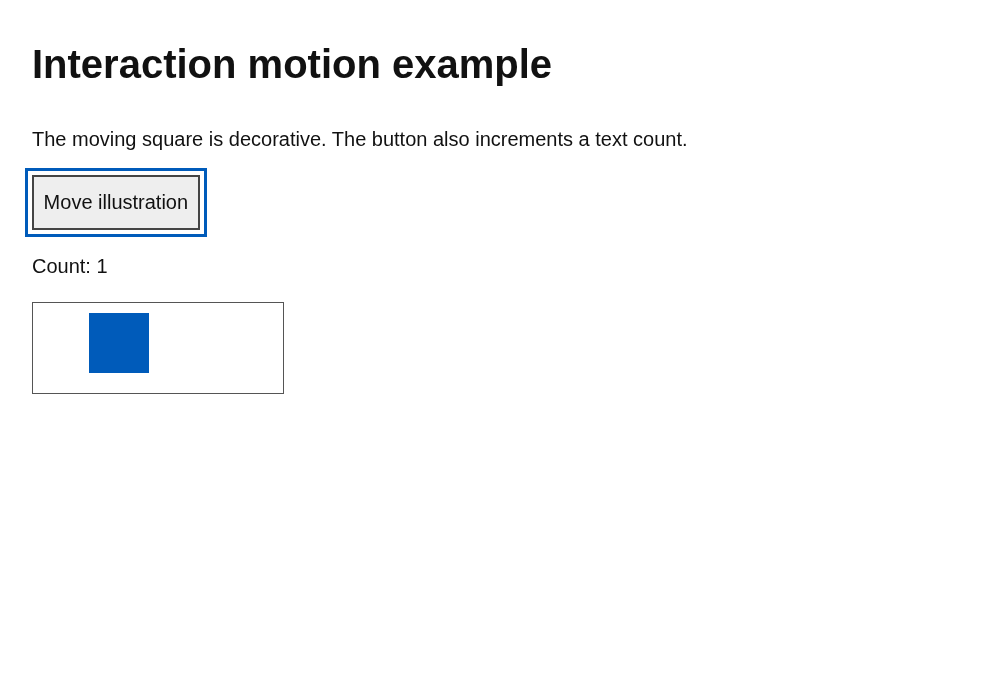 Interaction motion example
The moving square is decorative. The button also increments a text count.
Move illustration
Count: 1